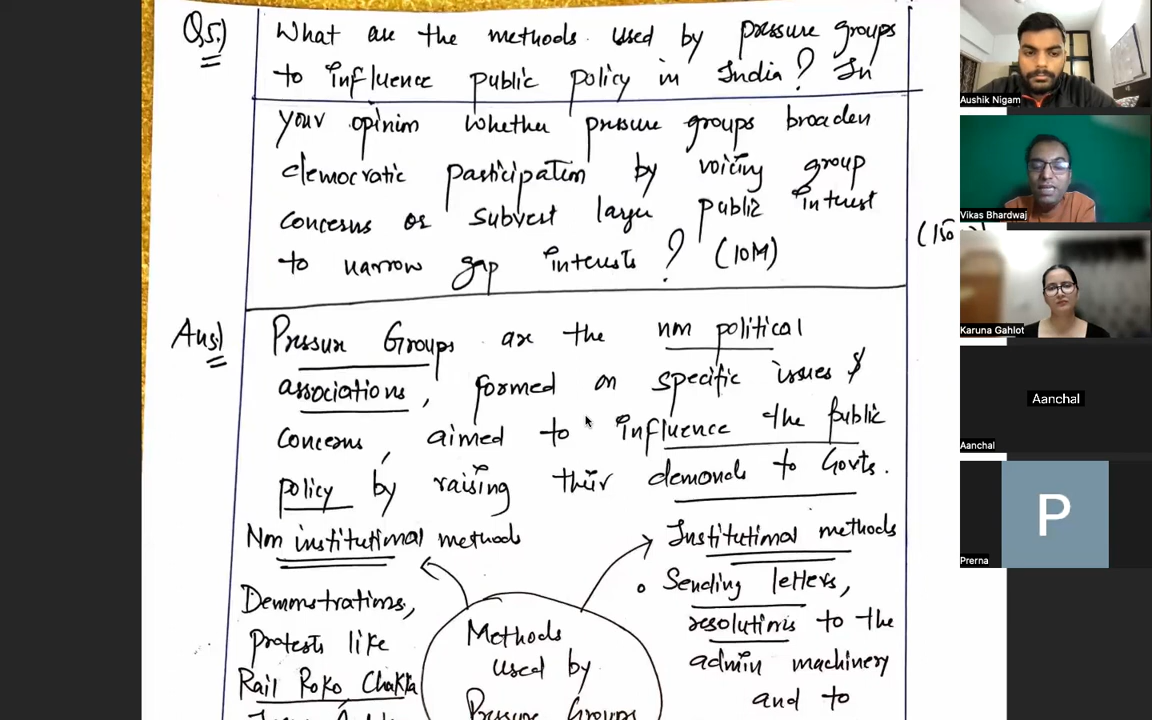 Q5.)
What are the methods used by pressure groups
to influence public policy in India? In
your opinion whether pressure groups broaden
democratic participation by voicing group
concerns or subvert layer public interest
to narrow gap interests? (10M)
(150
Ans)
Pressure Groups are the non political
associations, formed on specific issues &
concerns, aimed to influence the public
policy by raising their demands to Govts.
Non institutional methods
Demonstrations,
protests like
Rail Roko, Chakka
Methods
used by
Pressure Groups
Institutional methods
Sending letters,
resolutions to the
admin machinery
and to
Aushik Nigam
Vikas Bhardwaj
Karuna Gahlot
Aanchal
Aanchal
P
Prerna